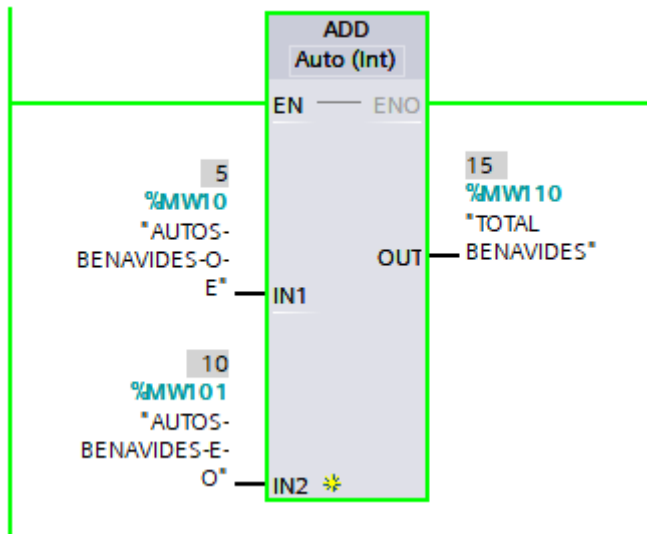 ADD
Auto (Int)
EN
ENO
5
%MW10
"AUTOS-
BENAVIDES-O-
E"
IN1
15
%MW110
"TOTAL
BENAVIDES"
OUT
10
%MW101
"AUTOS-
BENAVIDES-E-
O"
IN2